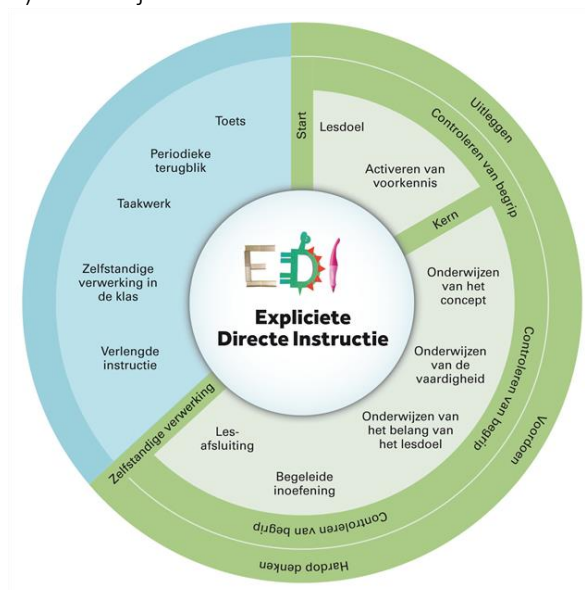 Start
Lesdoel
Activeren van
voorkennis
Kern
Onderwijzen
van het
concept
Onderwijzen
van de
vaardigheid
Onderwijzen van
het belang van
het lesdoel
Begeleide
inoefening
Les-
afsluiting
Zelfstandige verwerking
Verlengde
instructie
Zelfstandige
verwerking in
de klas
Taakwerk
Periodieke
terugblik
Toets
EDI
Expliciete
Directe Instructie
Controleren van begrip
Controleren van begrip
Controleren van begrip
Uitleggen
Voordoen
Hardop denken